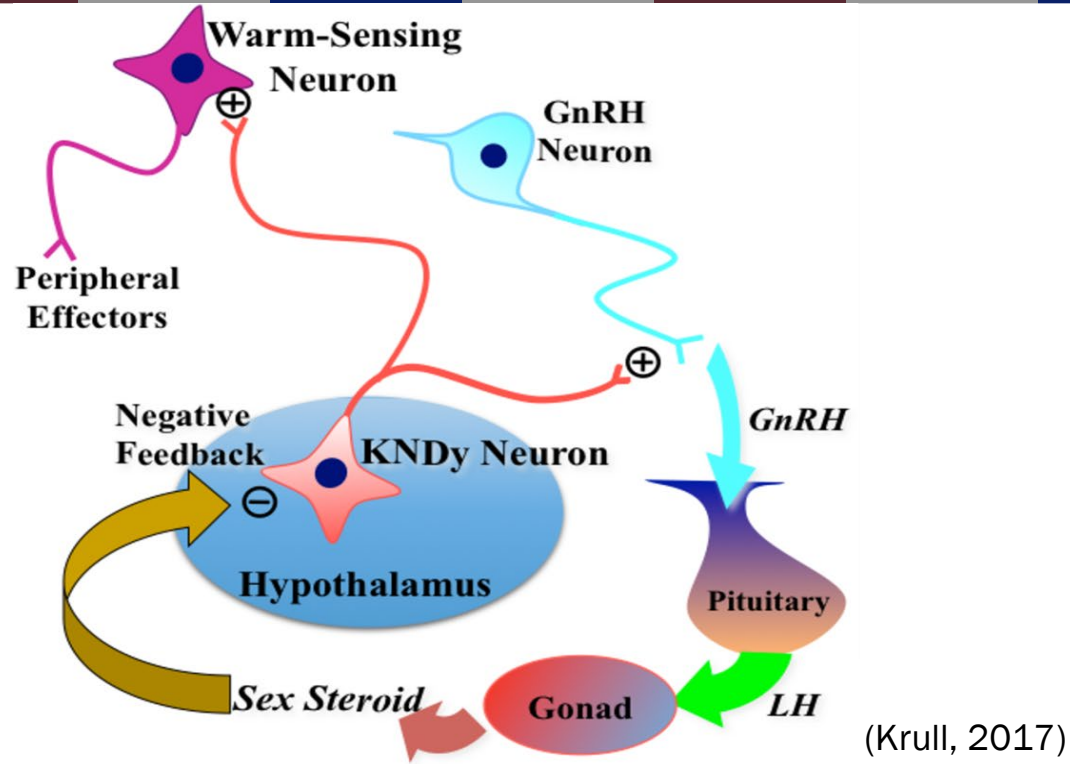 Warm-Sensing
Neuron
+
GnRH
Neuron
Peripheral
Effectors
+
GnRH
Negative
Feedback
KNDy Neuron
−
Hypothalamus
Pituitary
Sex Steroid
Gonad
LH
(Krull, 2017)